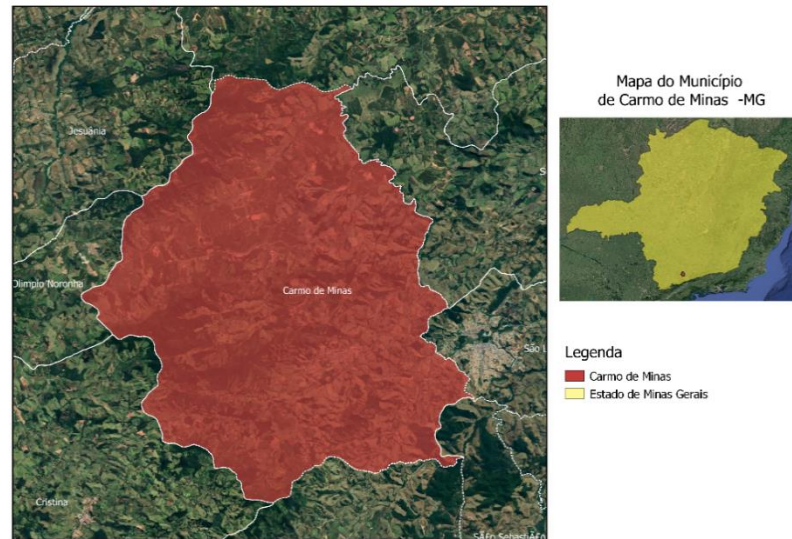 Jesuânia
Olímpio Noronha
Carmo de Minas
São L
Cristina
Mapa do Município
de Carmo de Minas -MG
Legenda
Carmo de Minas
Estado de Minas Gerais